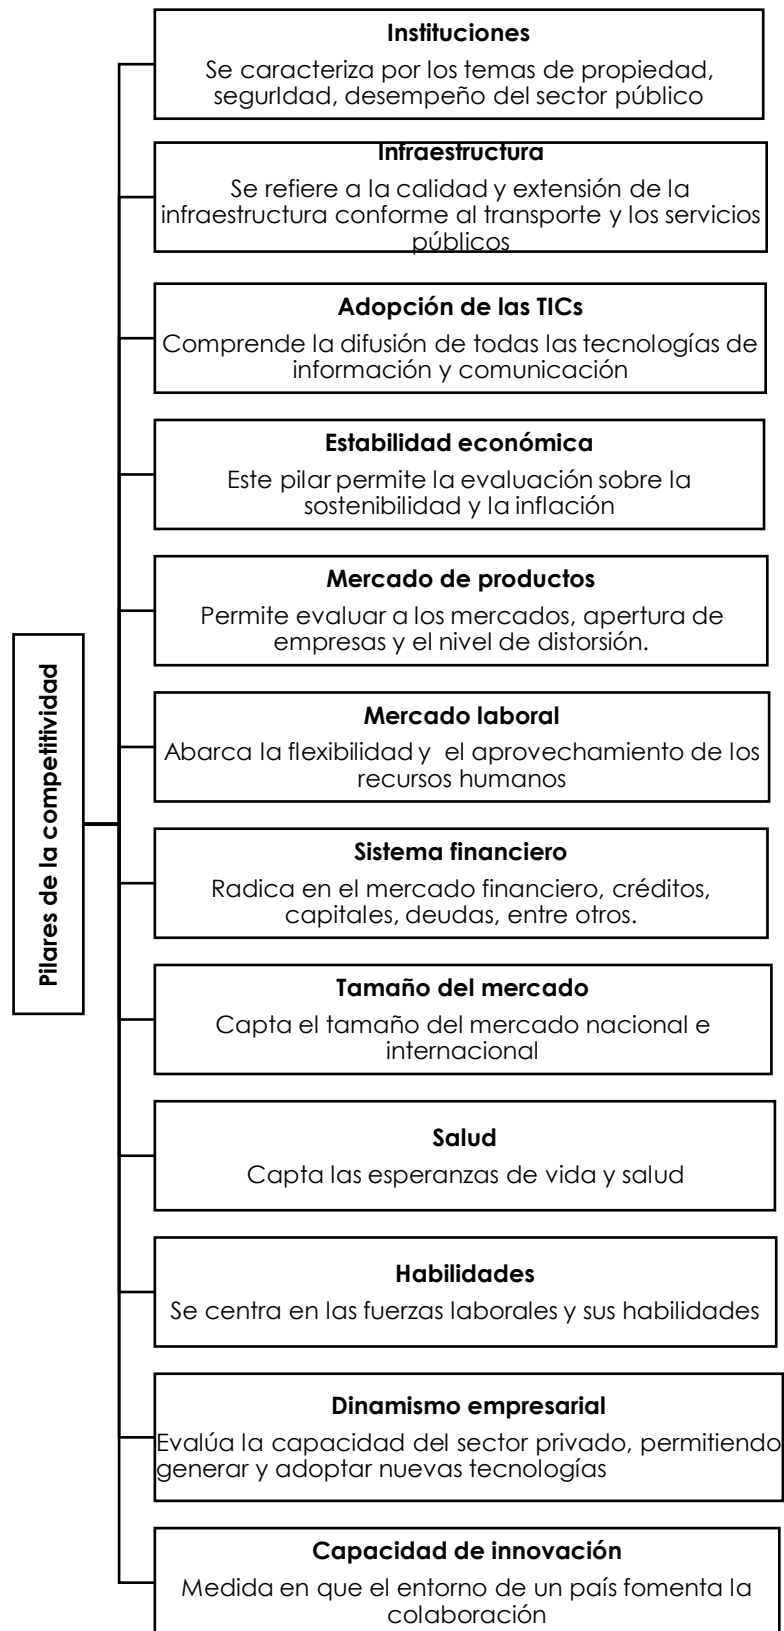 Instituciones
Se caracteriza por los temas de propiedad,
segurIdad, desempeño del sector público
Infraestructura
Se refiere a la calidad y extensión de la
infraestructura conforme al transporte y los servicios
públicos
Adopción de las TICs
Comprende la difusión de todas las tecnologías de
información y comunicación
Estabilidad económica
Este pilar permite la evaluación sobre la
sostenibilidad y la inflación
Mercado de productos
Permite evaluar a los mercados, apertura de
empresas y el nivel de distorsión.
Pilares de la competitividad
Mercado laboral
Abarca la flexibilidad y el aprovechamiento de los
recursos humanos
Sistema financiero
Radica en el mercado financiero, créditos,
capitales, deudas, entre otros.
Tamaño del mercado
Capta el tamaño del mercado nacional e
internacional
Salud
Capta las esperanzas de vida y salud
Habilidades
Se centra en las fuerzas laborales y sus habilidades
Dinamismo empresarial
Evalúa la capacidad del sector privado, permitiendo
generar y adoptar nuevas tecnologías
Capacidad de innovación
Medida en que el entorno de un país fomenta la
colaboración